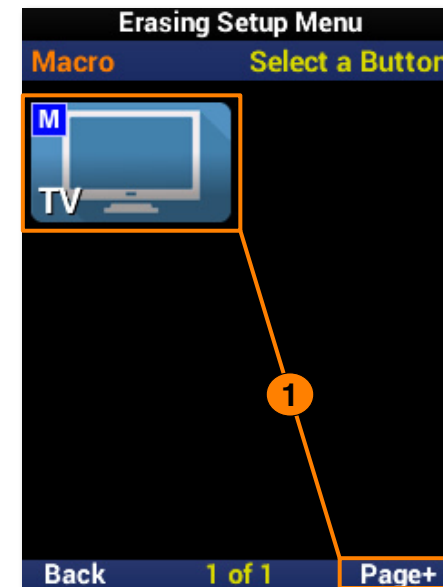 Erasing Setup Menu
Macro Select a Button
M
TV
1
Back 1 of 1 Page+